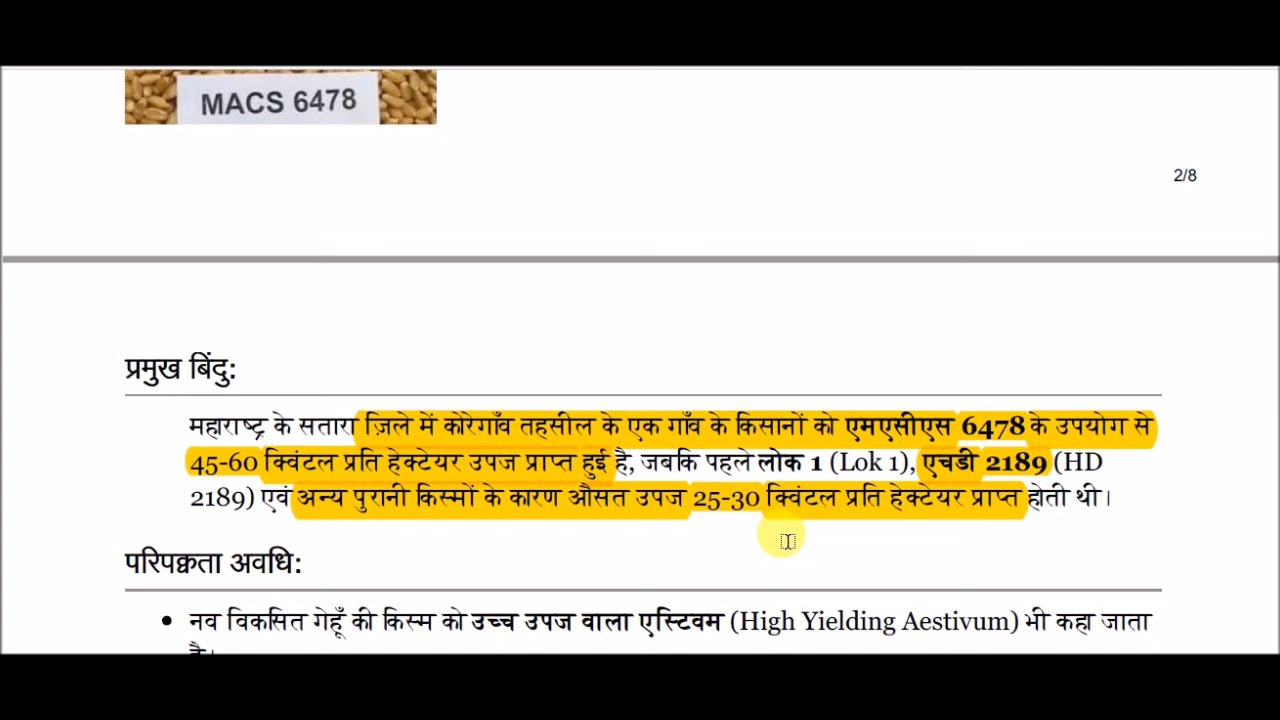 MACS 6478
2/8
प्रमुख बिंदु:
महाराष्ट्र के सतारा ज़िले में कोरेगाँव तहसील के एक गाँव के किसानों को एमएसीएस 6478 के उपयोग से
45-60 क्विंटल प्रति हेक्टेयर उपज प्राप्त हुई है, जबकि पहले लोक 1 (Lok 1), एचडी 2189 (HD
2189) एवं अन्य पुरानी किस्मों के कारण औसत उपज 25-30 क्विंटल प्रति हेक्टेयर प्राप्त होती थी।
परिपक्वता अवधि:
• नव विकसित गेहूँ की किस्म को उच्च उपज वाला एस्टिवम (High Yielding Aestivum) भी कहा जाता
है।